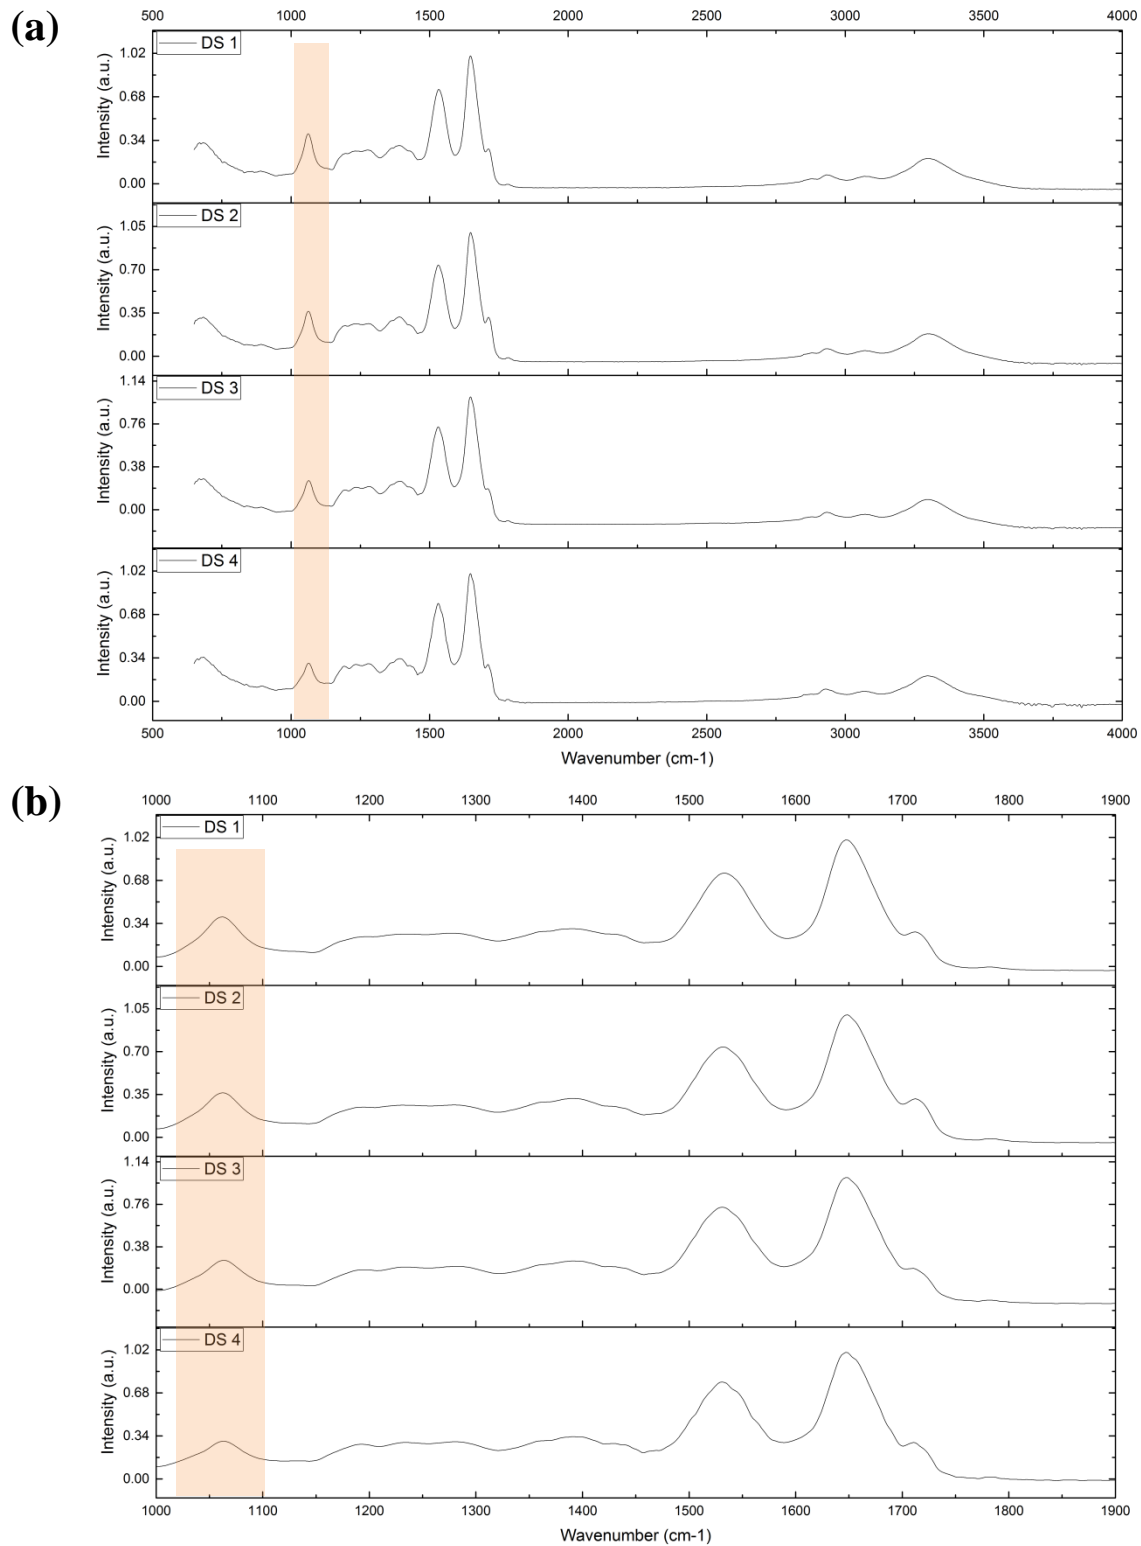 (a)
500 1000 1500 2000 2500 3000 3500 4000
DS 1
Intensity (a.u.)
1.02
0.68
0.34
0.00
DS 2
Intensity (a.u.)
1.05
0.70
0.35
0.00
DS 3
Intensity (a.u.)
1.14
0.76
0.38
0.00
DS 4
Intensity (a.u.)
1.02
0.68
0.34
0.00
500 1000 1500 2000 2500 3000 3500 4000
Wavenumber (cm-1)
(b)
1000 1100 1200 1300 1400 1500 1600 1700 1800 1900
DS 1
Intensity (a.u.)
1.02
0.68
0.34
0.00
DS 2
Intensity (a.u.)
1.05
0.70
0.35
0.00
DS 3
Intensity (a.u.)
1.14
0.76
0.38
0.00
DS 4
Intensity (a.u.)
1.02
0.68
0.34
0.00
1000 1100 1200 1300 1400 1500 1600 1700 1800 1900
Wavenumber (cm-1)